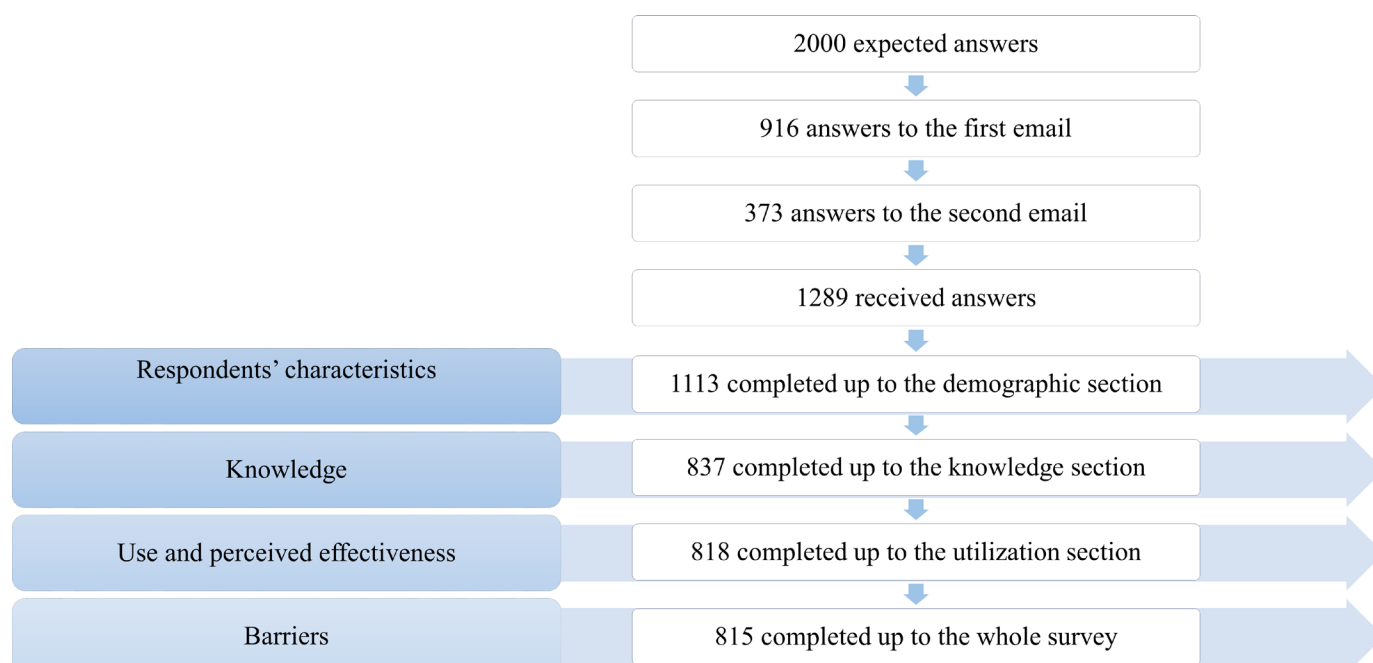 2000 expected answers
916 answers to the first email
373 answers to the second email
1289 received answers
Respondents’ characteristics
1113 completed up to the demographic section
Knowledge
837 completed up to the knowledge section
Use and perceived effectiveness
818 completed up to the utilization section
Barriers
815 completed up to the whole survey